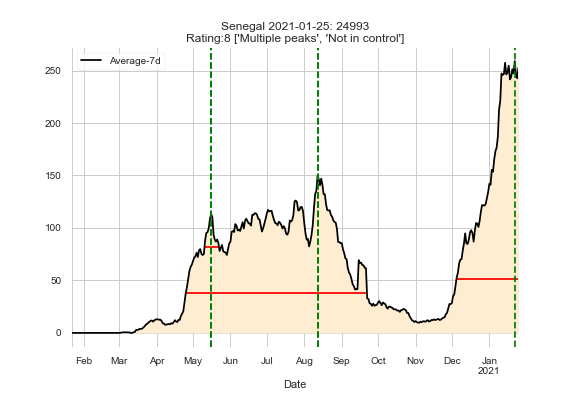 Senegal 2021-01-25: 24993
Rating:8 ['Multiple peaks', 'Not in control']
Average-7d
250
200
150
100
50
0
Feb Mar Apr May Jun Jul Aug Sep Oct Nov Dec Jan
2021
Date